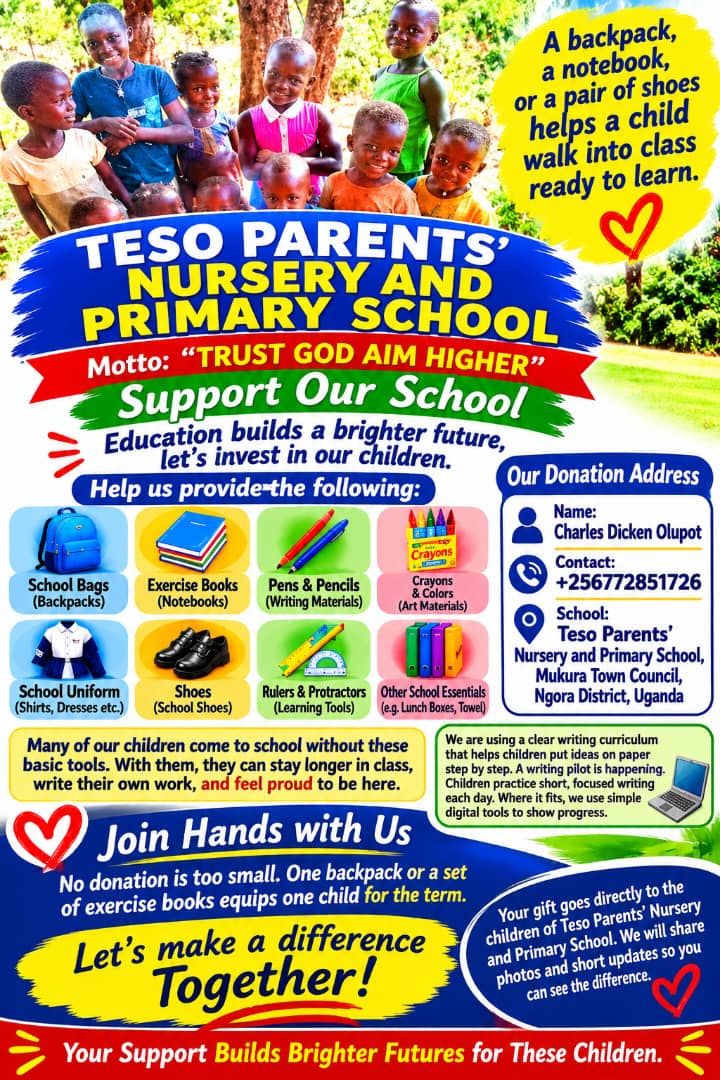 A backpack,
a notebook,
or a pair of shoes
helps a child
walk into class
ready to learn.
TESO PARENTS'
NURSERY AND
PRIMARY SCHOOL
Motto: “TRUST GOD AIM HIGHER”
Support Our School
Education builds a brighter future,
let's invest in our children.
Help us provide the following:
School Bags
(Backpacks)
Exercise Books
(Notebooks)
Pens & Pencils
(Writing Materials)
Crayons
Crayons
& Colors
(Art Materials)
School Uniform
(Shirts, Dresses etc.)
Shoes
(School Shoes)
Rulers & Protractors
(Learning Tools)
Other School Essentials
(e.g. Lunch Boxes, Towel)
Our Donation Address
Name:
Charles Dicken Olupot
Contact:
+256772851726
School:
Teso Parents'
Nursery and Primary School,
Mukura Town Council,
Ngora District, Uganda
Many of our children come to school without these
basic tools. With them, they can stay longer in class,
write their own work, and feel proud to be here.
We are using a clear writing curriculum
that helps children put ideas on paper
step by step. A writing pilot is happening.
Children practice short, focused writing
each day. Where it fits, we use simple
digital tools to show progress.
Join Hands with Us
No donation is too small. One backpack or a set
of exercise books equips one child for the term.
Let's make a difference
Together!
Your gift goes directly to the
children of Teso Parents' Nursery
and Primary School. We will share
photos and short updates so you
can see the difference.
Your Support Builds Brighter Futures for These Children.